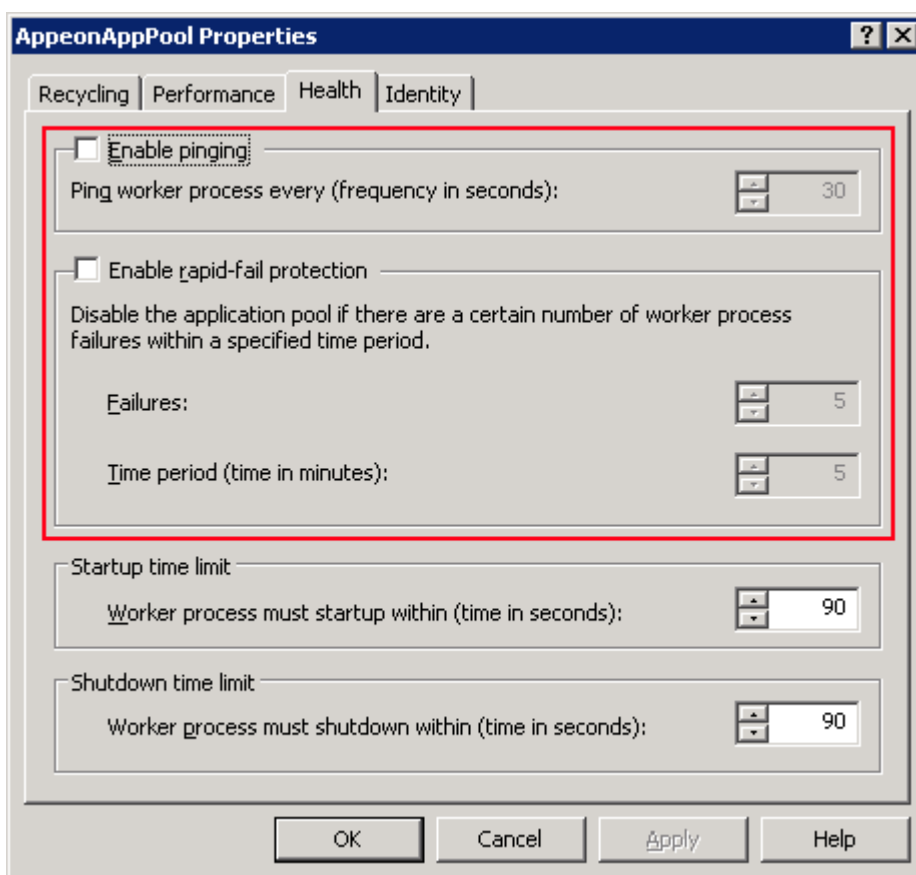 AppeonAppPool Properties
Recycling
Performance
Health
Identity
Enable pinging
Ping worker process every (frequency in seconds):
30
Enable rapid-fail protection
Disable the application pool if there are a certain number of worker process
failures within a specified time period.
Failures:
5
Time period (time in minutes):
5
Startup time limit
Worker process must startup within (time in seconds):
90
Shutdown time limit
Worker process must shutdown within (time in seconds):
90
OK
Cancel
Apply
Help